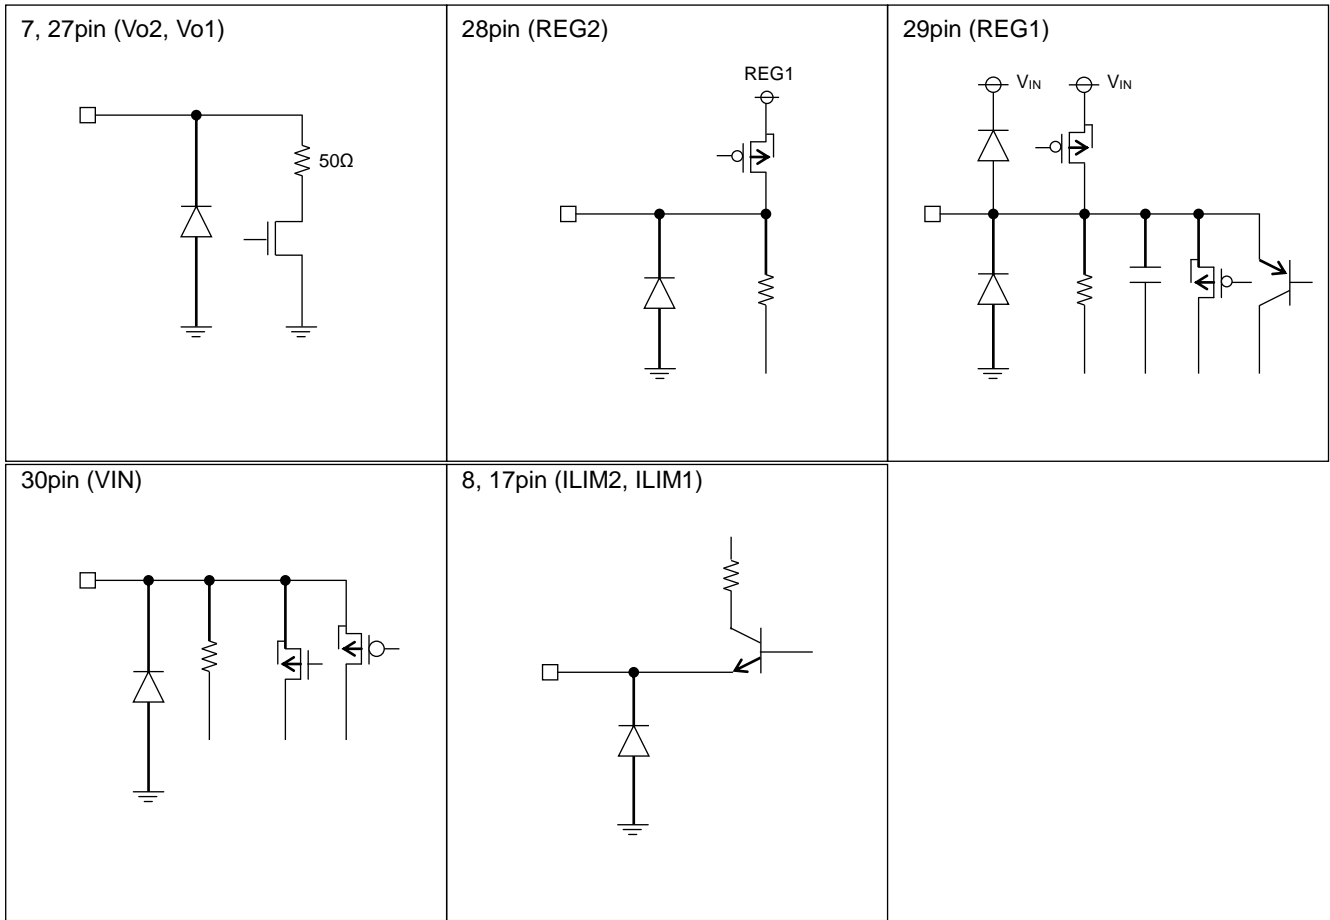 7, 27pin (Vo2, Vo1)
50Ω
28pin (REG2)
REG1
29pin (REG1)
VIN
VIN
30pin (VIN)
8, 17pin (ILIM2, ILIM1)